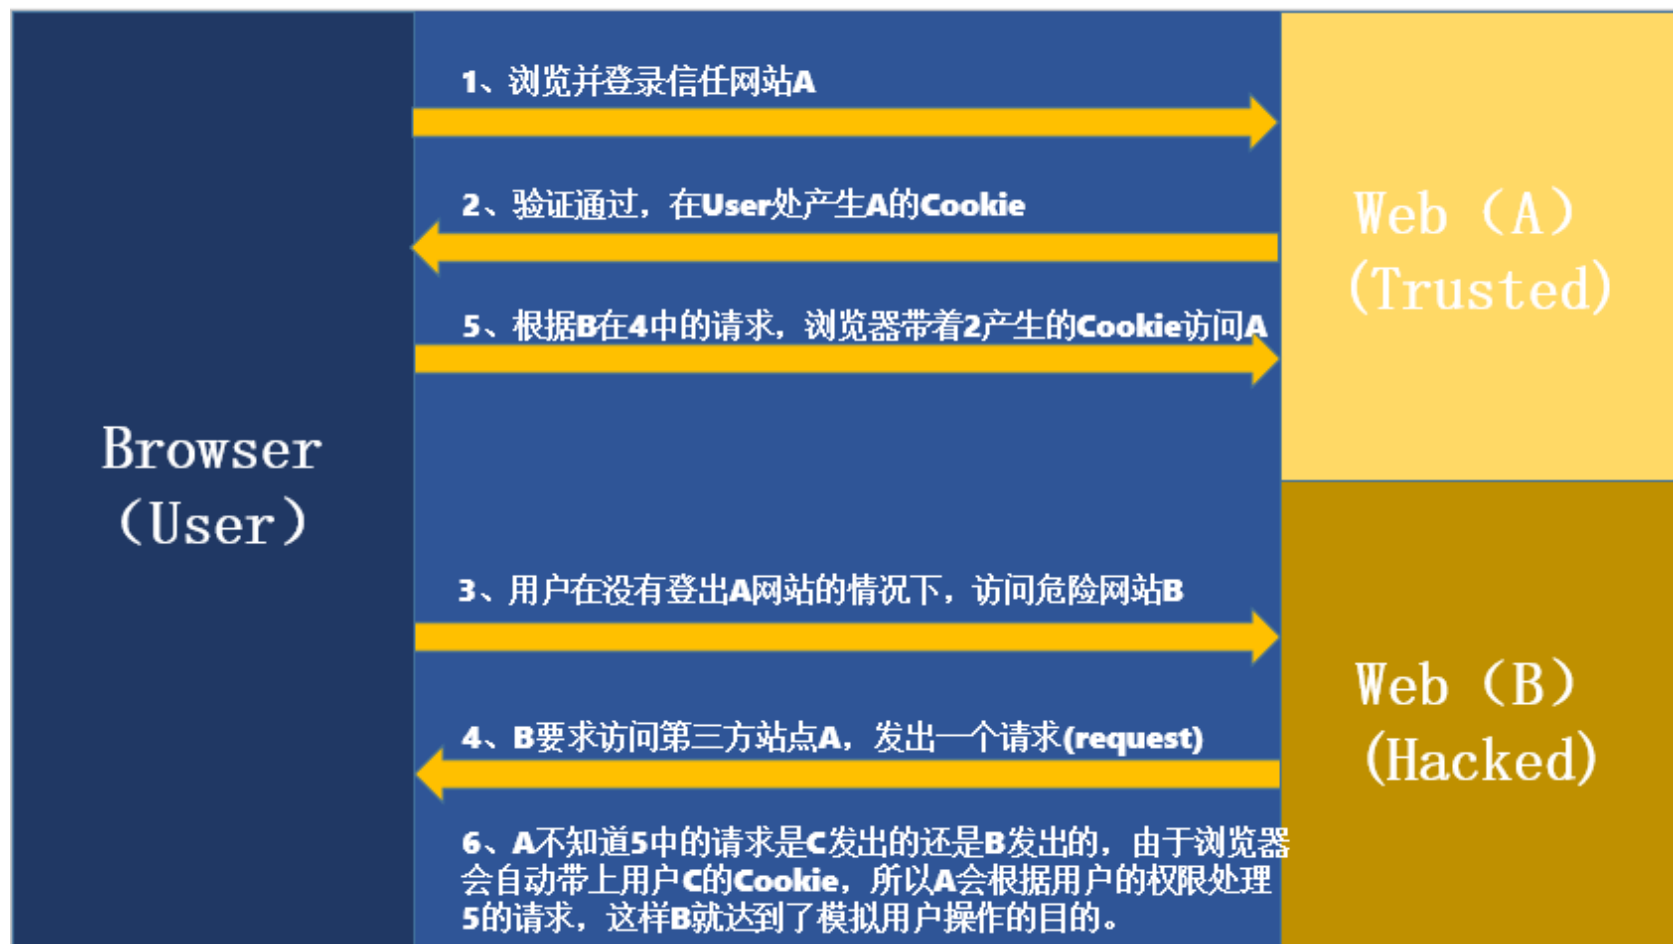 1、浏览并登录信任网站A
2、验证通过，在User处产生A的Cookie
5、根据B在4中的请求，浏览器带着2产生的Cookie访问A
Web（A）
(Trusted)
Browser
（User）
3、用户在没有登出A网站的情况下，访问危险网站B
4、B要求访问第三方站点A，发出一个请求(request)
Web（B）
(Hacked)
6、A不知道5中的请求是C发出的还是B发出的，由于浏览器
会自动带上用户C的Cookie，所以A会根据用户的权限处理
5的请求，这样B就达到了模拟用户操作的目的。